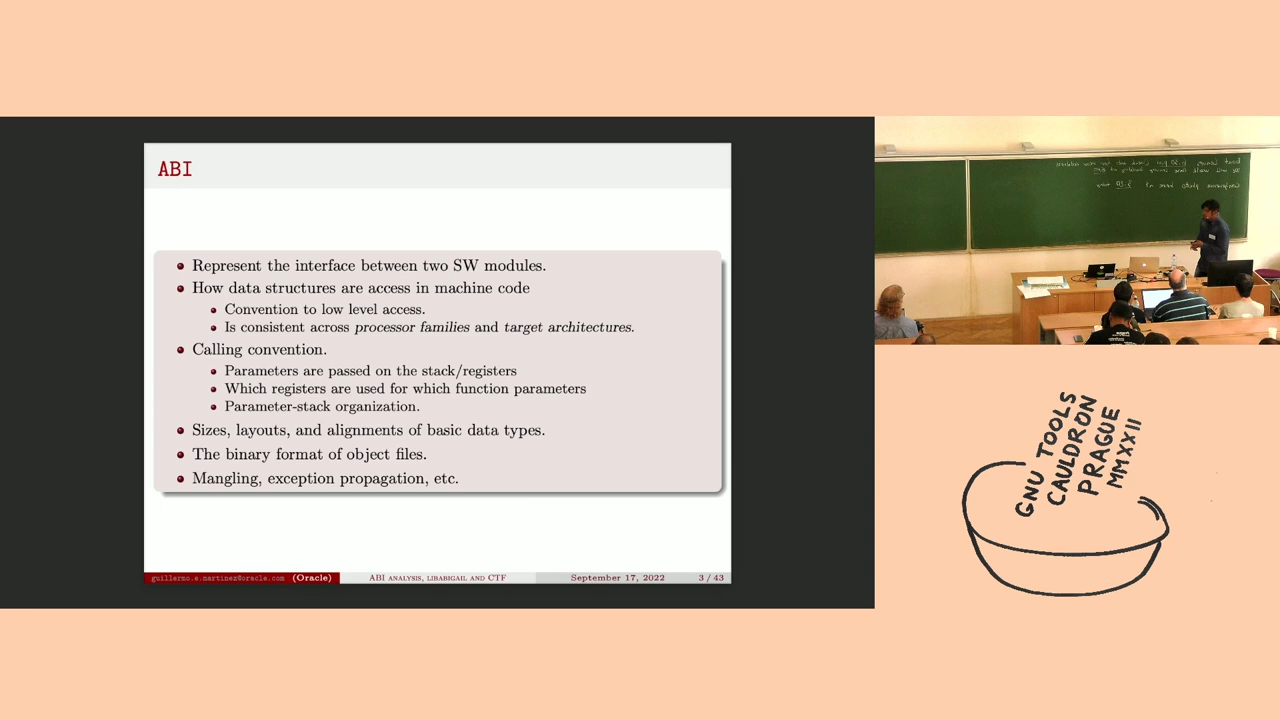 ABI
Represent the interface between two SW modules.
How data structures are access in machine code
Convention to low level access.
Is consistent across processor families and target architectures.
Calling convention.
Parameters are passed on the stack/registers
Which registers are used for which function parameters
Parameter-stack organization.
Sizes, layouts, and alignments of basic data types.
The binary format of object files.
Mangling, exception propagation, etc.
guillermo.e.martinez@oracle.com (Oracle)
ABI ANALYSIS, LIBABIGAIL AND CTF
September 17, 2022
3 / 43
GNU TOOLS
CAULDRON
PRAGUE
MMXXII